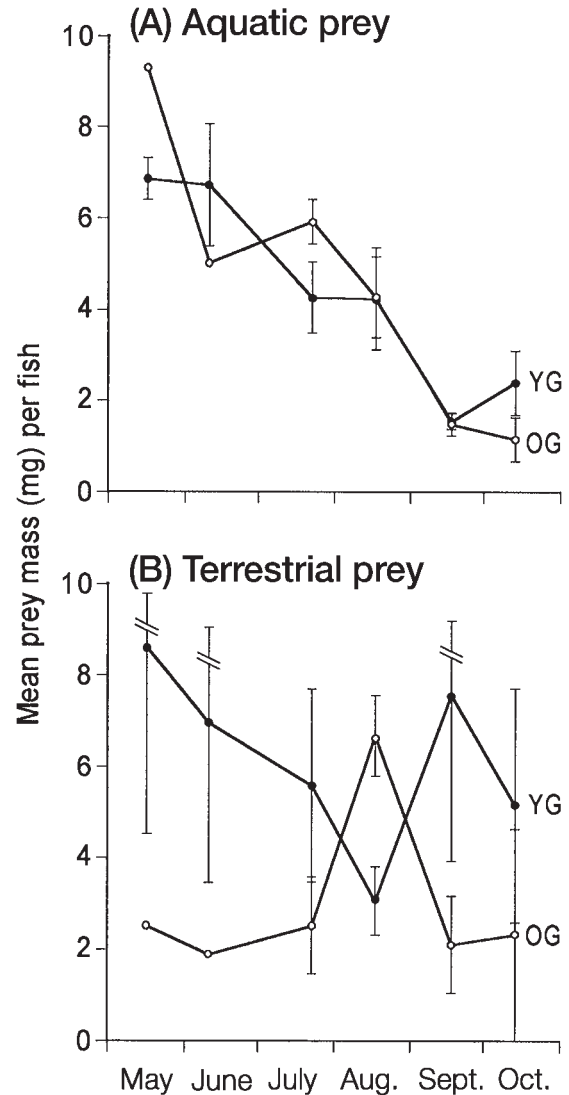 (A) Aquatic prey
10
8
6
4
2
0
YG
OG
Mean prey mass (mg) per fish
(B) Terrestrial prey
10
8
6
4
2
0
YG
OG
May June July Aug. Sept. Oct.